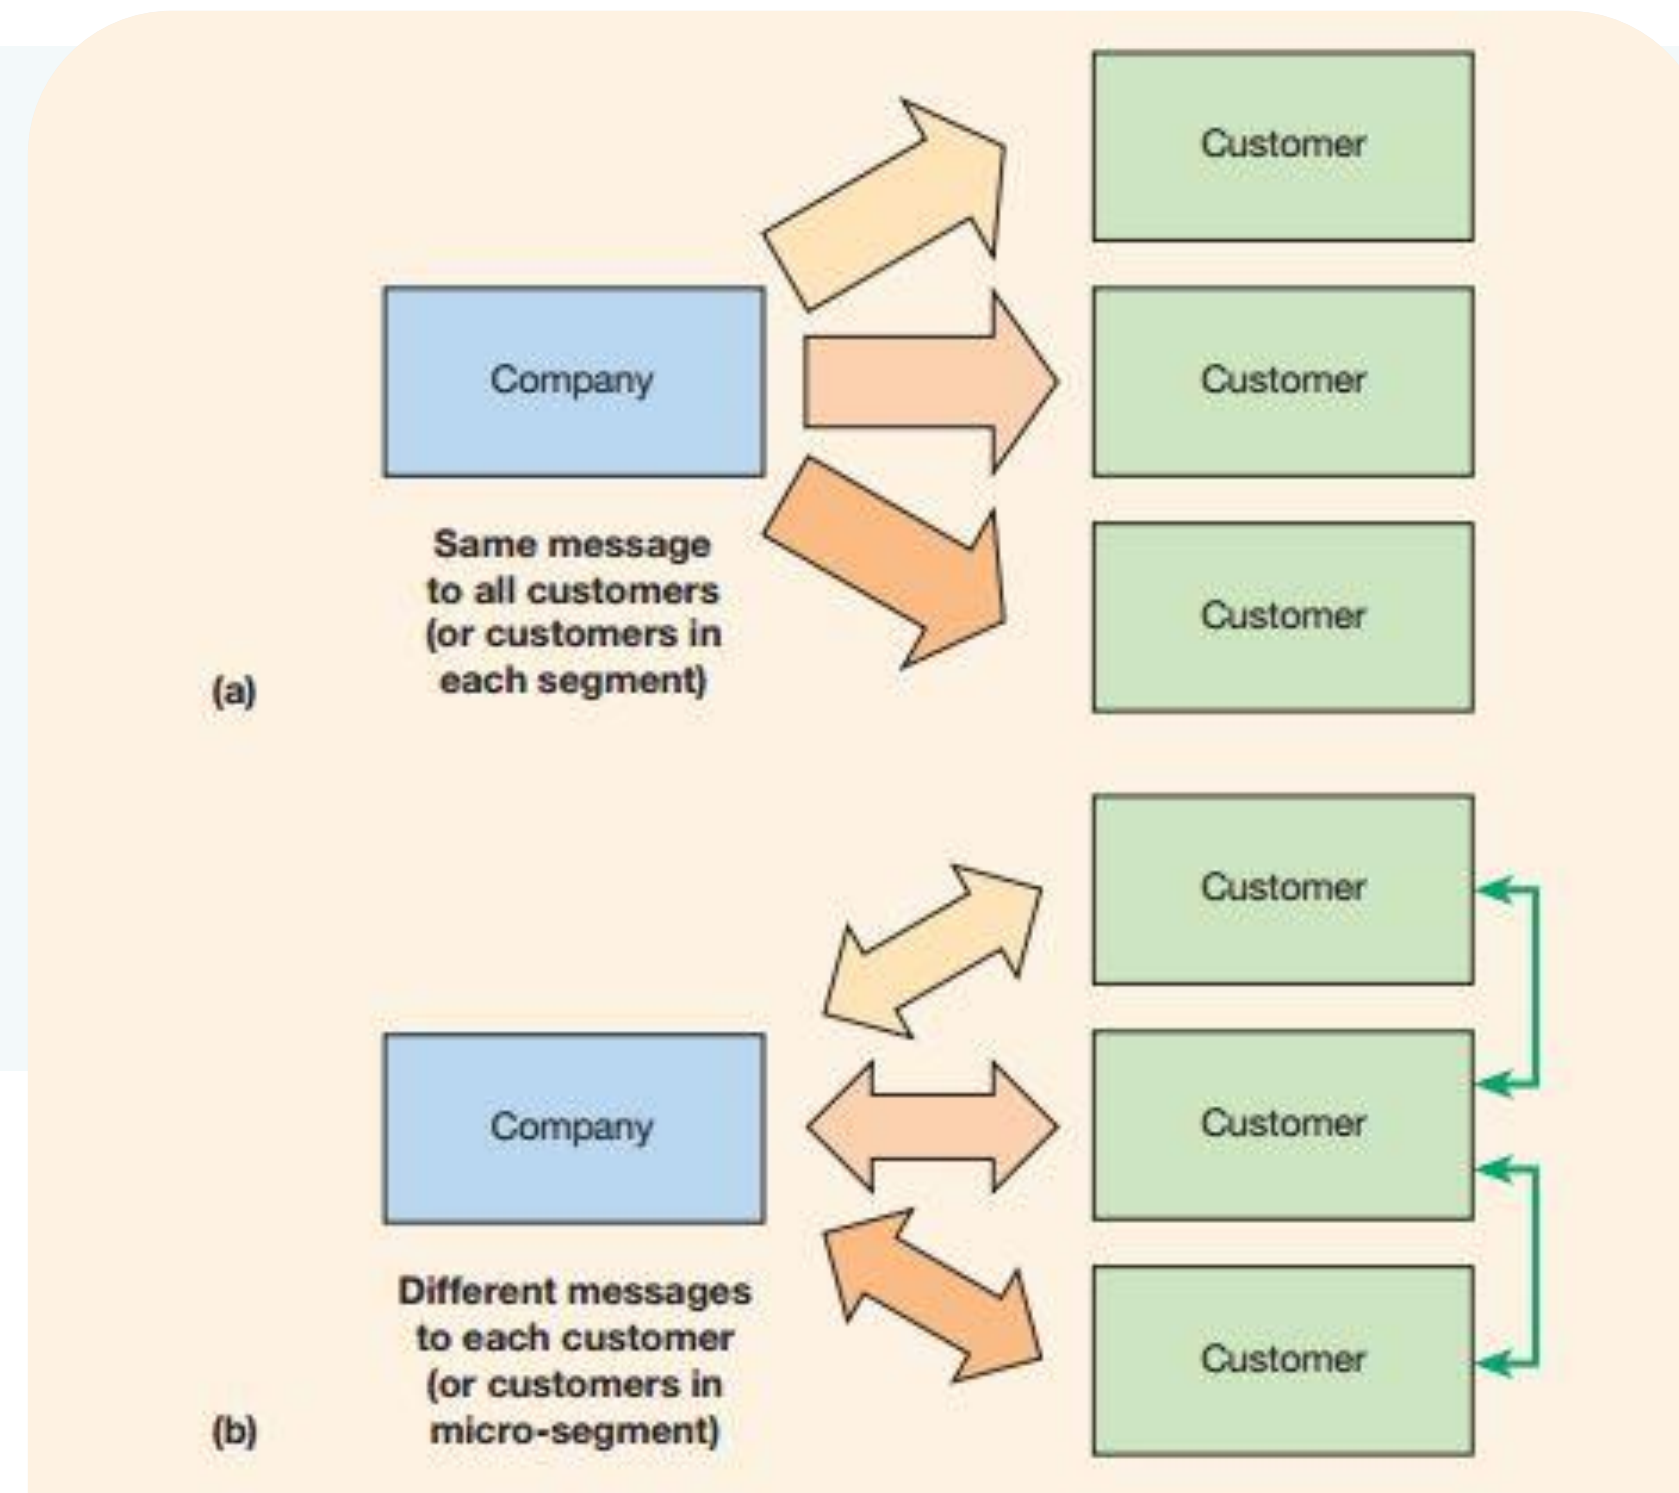 Customer
Company
Customer
Same message
to all customers
(or customers in
each segment)
Customer
(a)
Customer
Company
Customer
Different messages
to each customer
(or customers in
micro-segment)
Customer
(b)